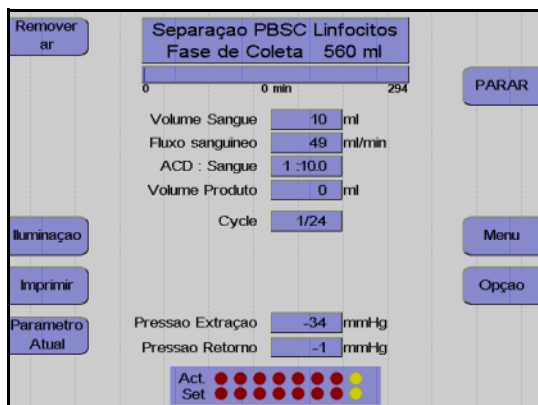 Remover
ar
Separaçao PBSC Linfocitos
Fase de Coleta 560 ml
0 0 min 294
PARAR
Volume Sangue 10 ml
Fluxo sanguineo 49 ml/min
ACD : Sangue 1 :10.0
Volume Produto 0 ml
Cycle 1/24
Iluminaçao
Menu
Imprimir
Opçao
Parametro
Atual
Pressao Extraçao -34 mmHg
Pressao Retorno -1 mmHg
Act.
Set